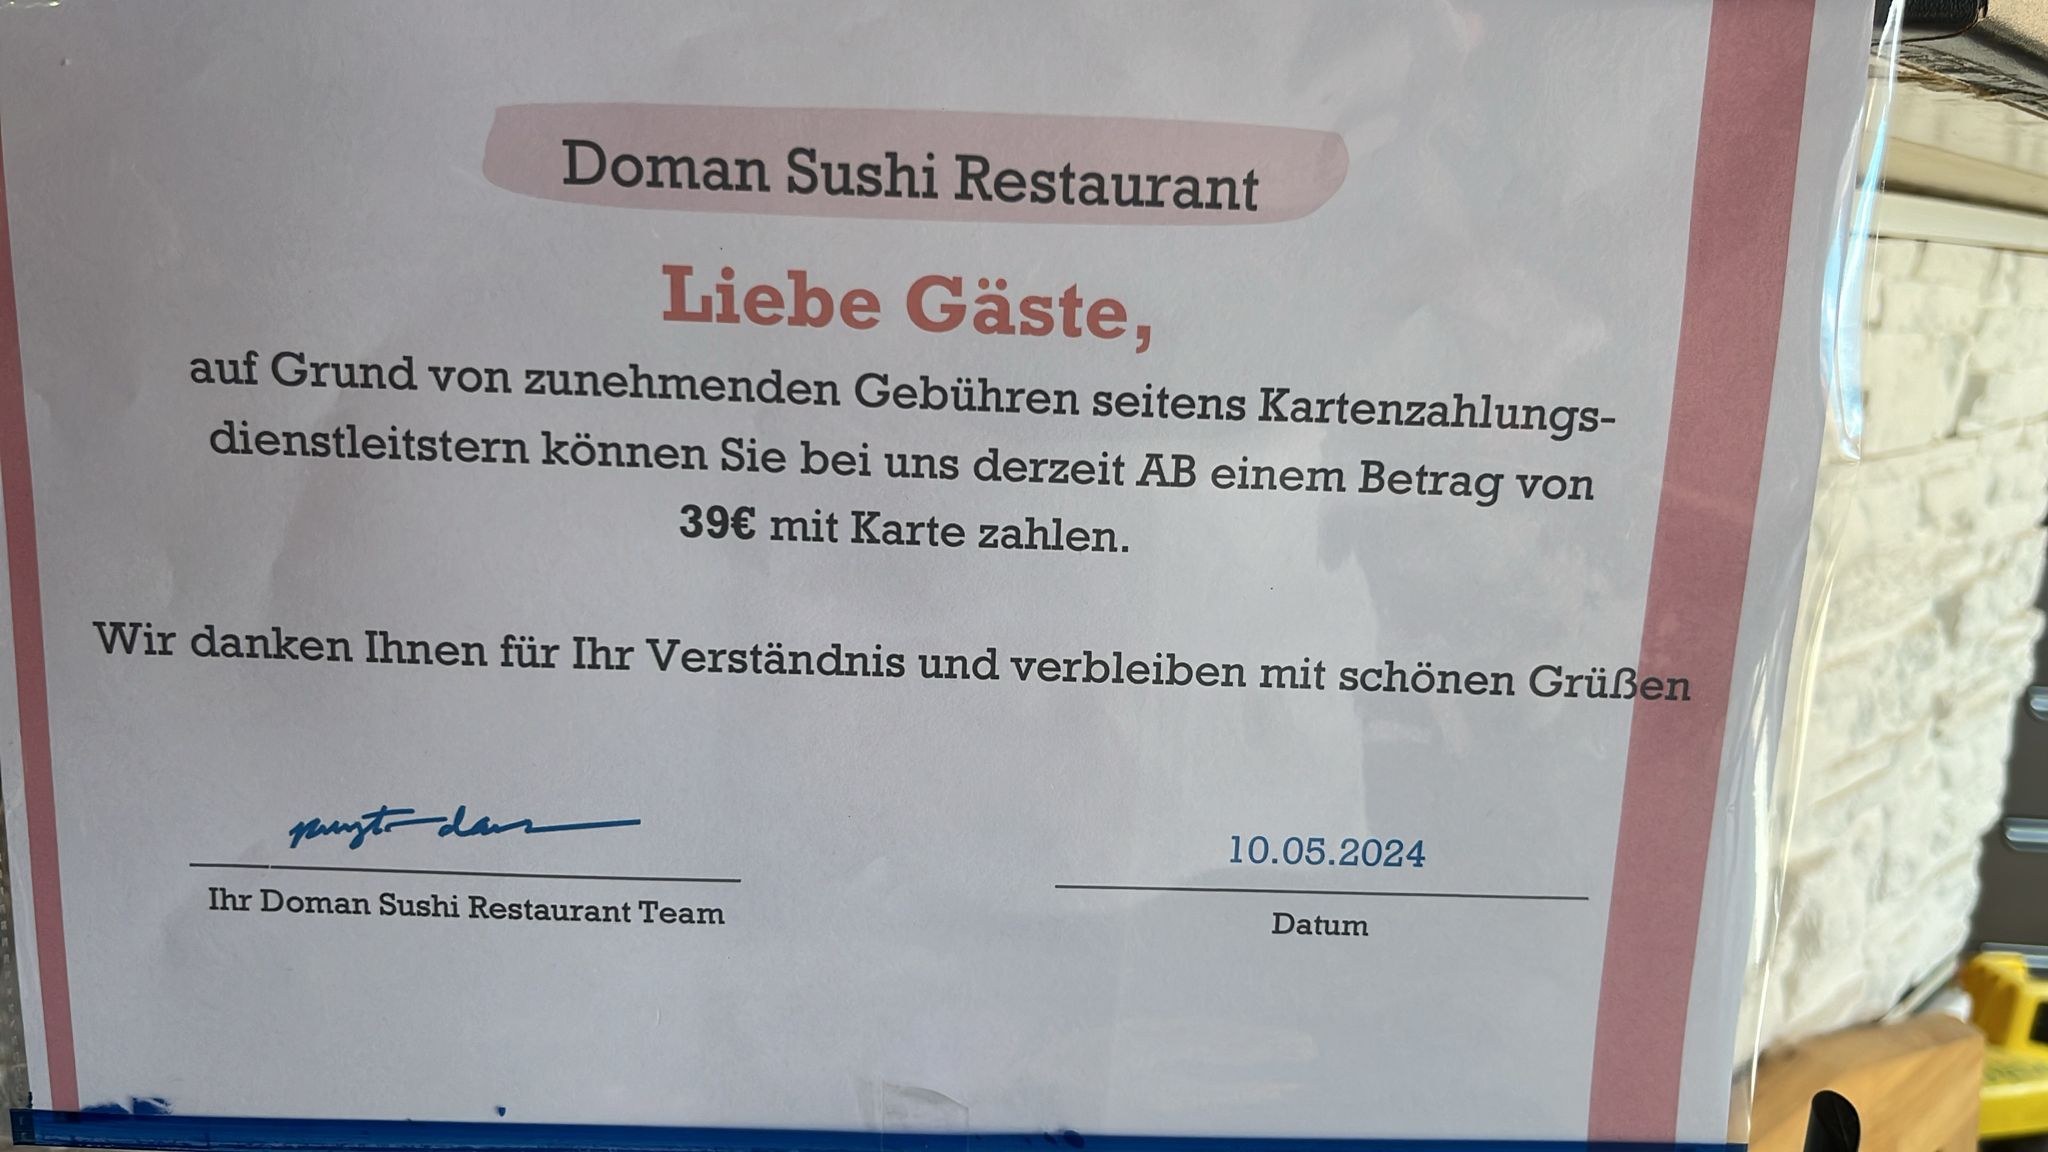 Doman Sushi Restaurant
Liebe Gäste,
auf Grund von zunehmenden Gebühren seitens Kartenzahlungs-
dienstleitstern können Sie bei uns derzeit AB einem Betrag von
39€ mit Karte zahlen.
Wir danken Ihnen für Ihr Verständnis und verbleiben mit schönen Grüßen
10.05.2024
Ihr Doman Sushi Restaurant Team
Datum